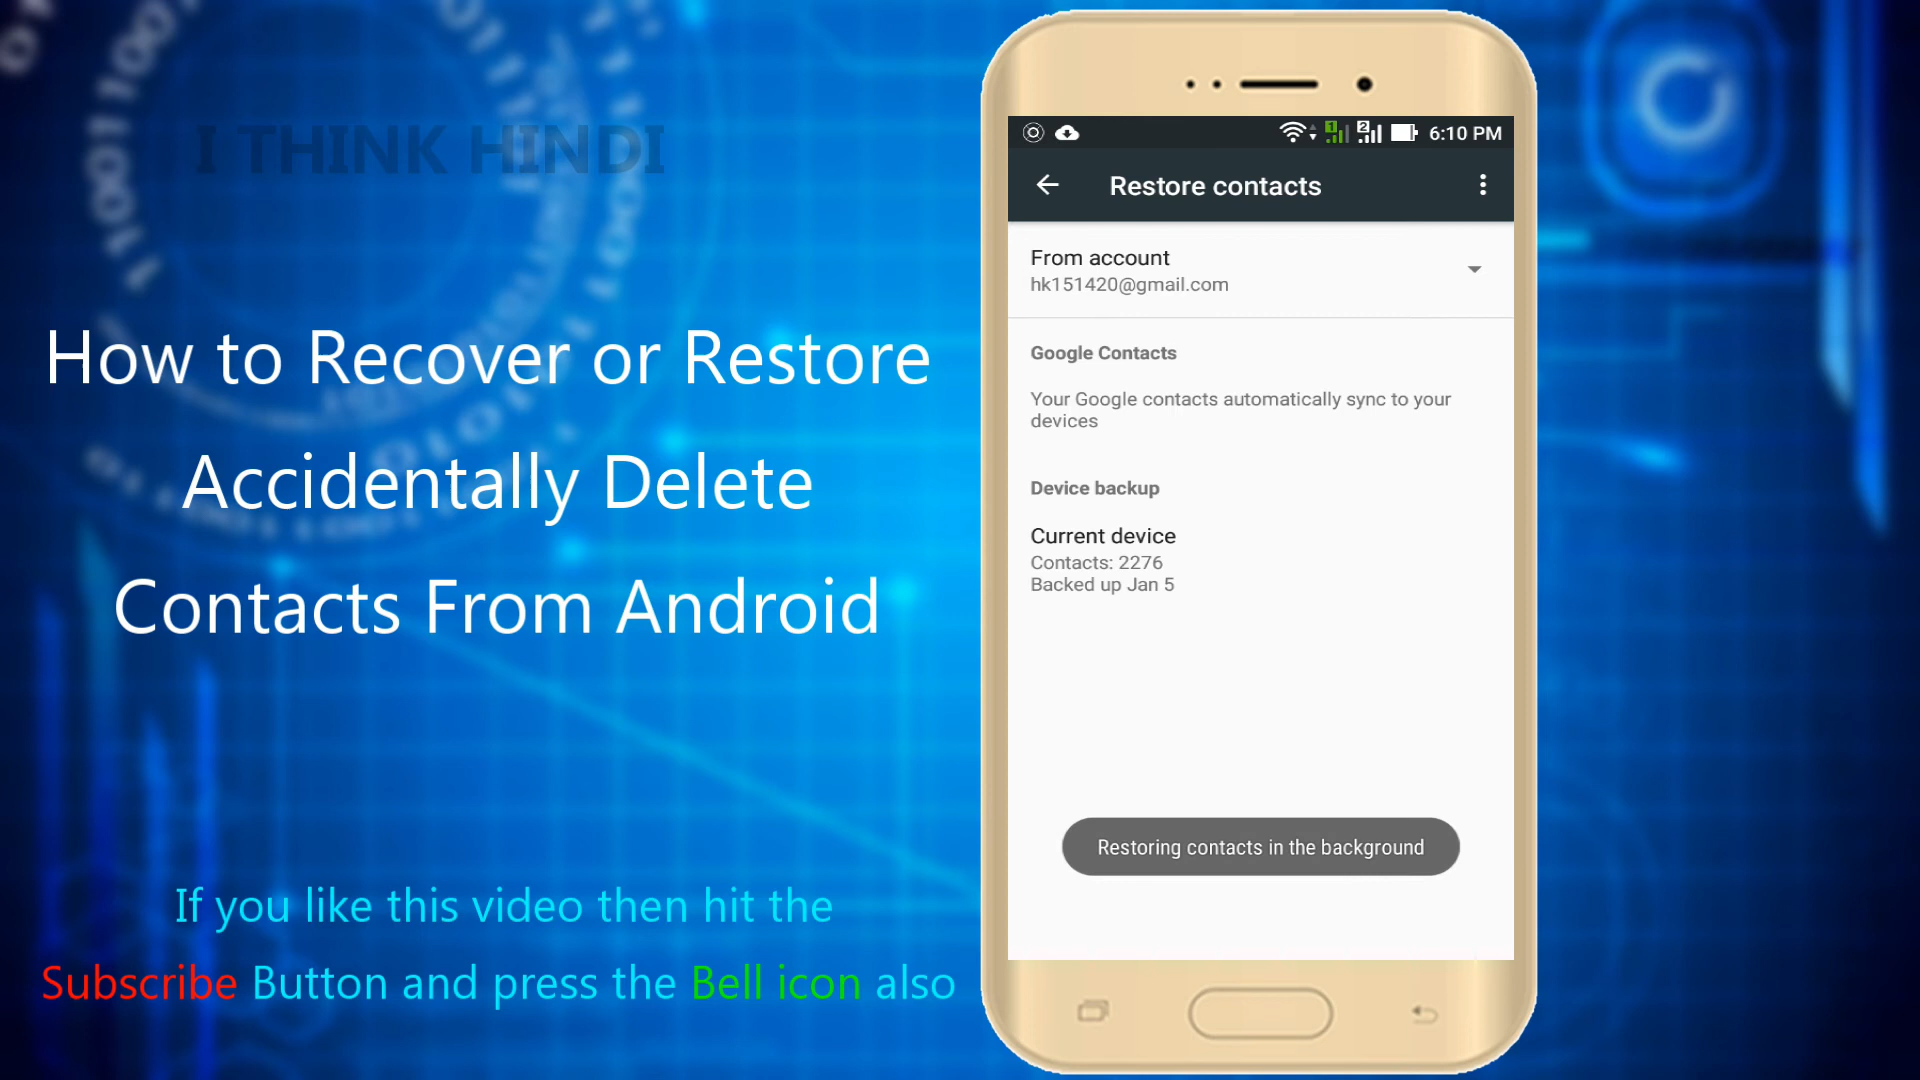 I THINK HINDI
How to Recover or Restore
Accidentally Delete
Contacts From Android
If you like this video then hit the
Subscribe Button and press the Bell icon also
1 2 6:10 PM
Restore contacts
From account
hk151420@gmail.com
Google Contacts
Your Google contacts automatically sync to your
devices
Device backup
Current device
Contacts: 2276
Backed up Jan 5
Restoring contacts in the background